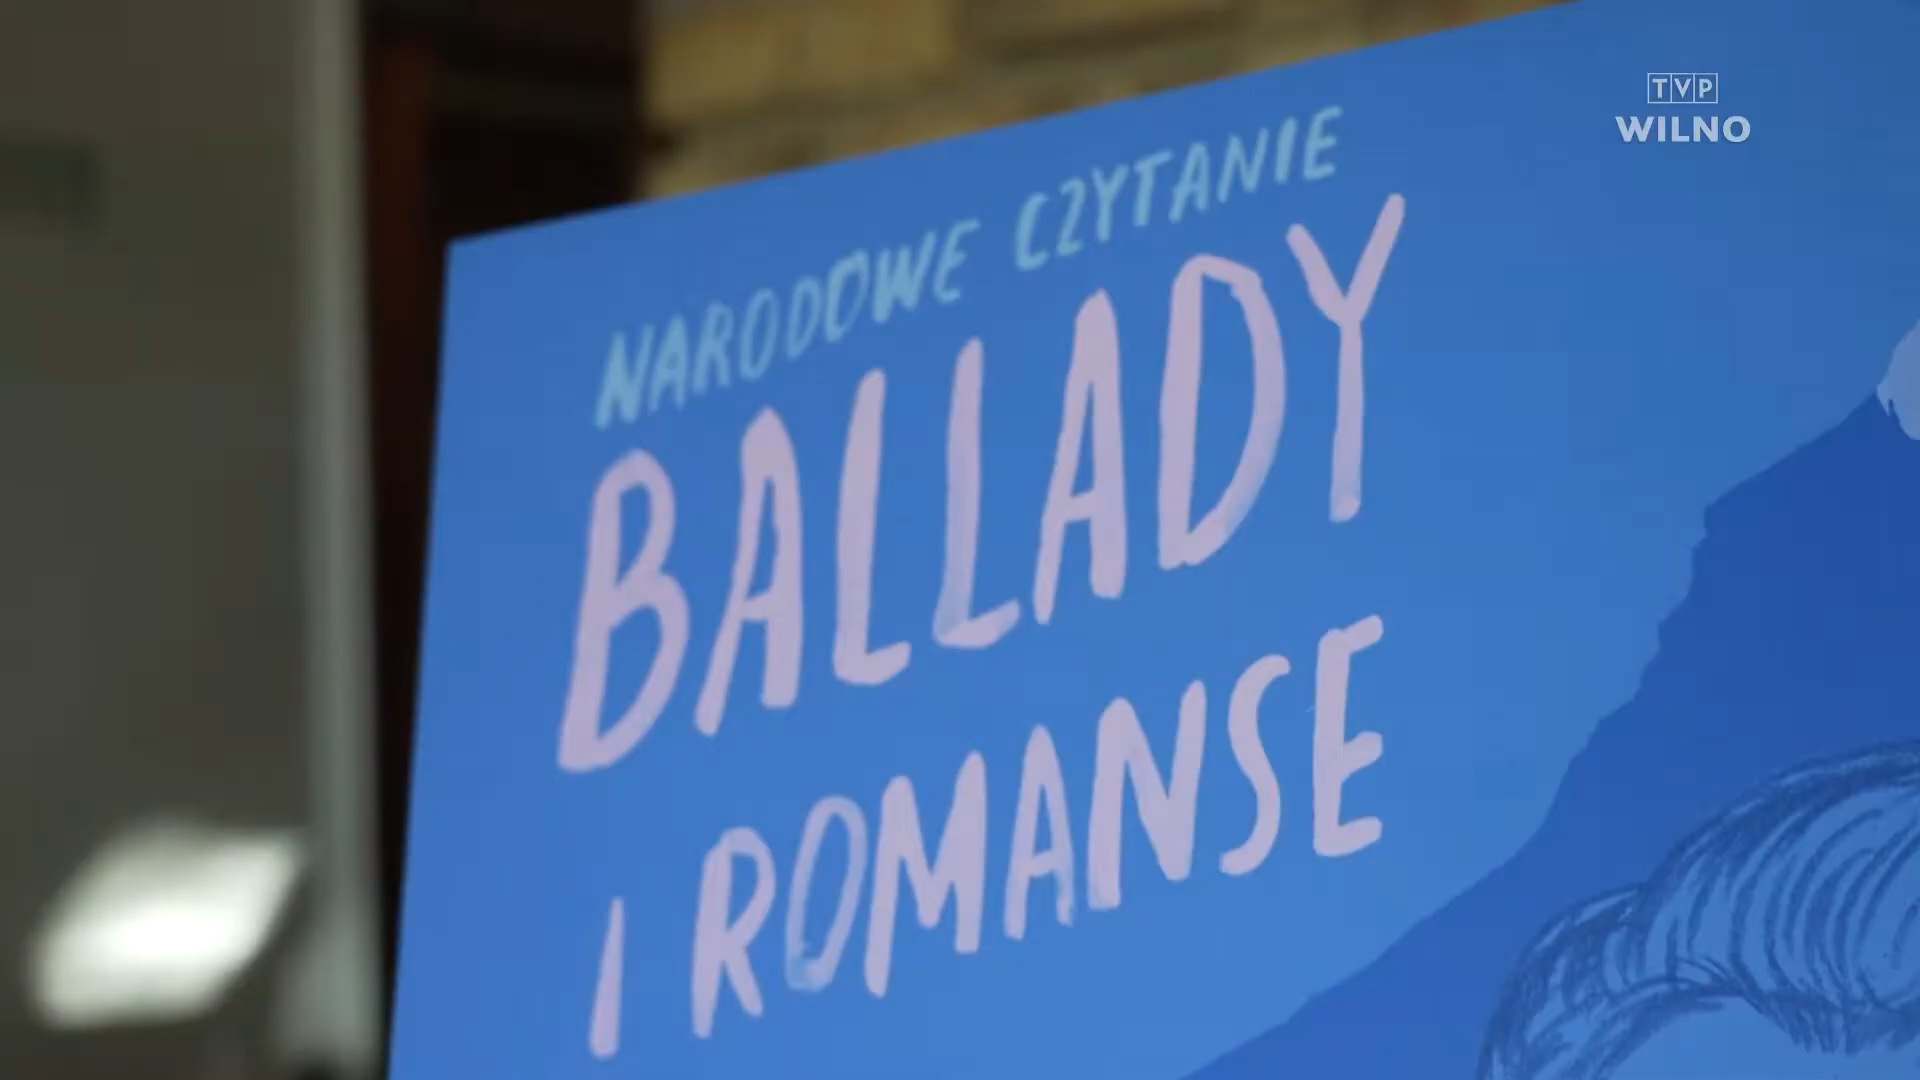 TVP
WILNO
NARODOWE CZYTANIE
BALLADY
I ROMANSE